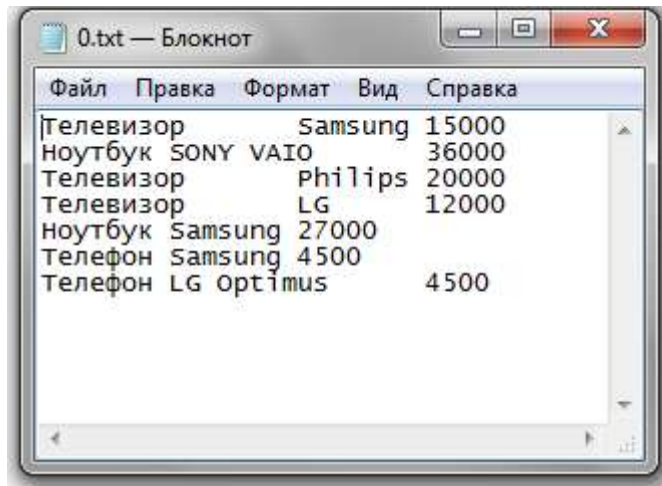 0.txt — Блокнот
Файл Правка Формат Вид Справка
Телевизор Samsung 15000
Ноутбук SONY VAIO 36000
Телевизор Philips 20000
Телевизор LG 12000
Ноутбук Samsung 27000
Телефон Samsung 4500
Телефон LG Optimus 4500